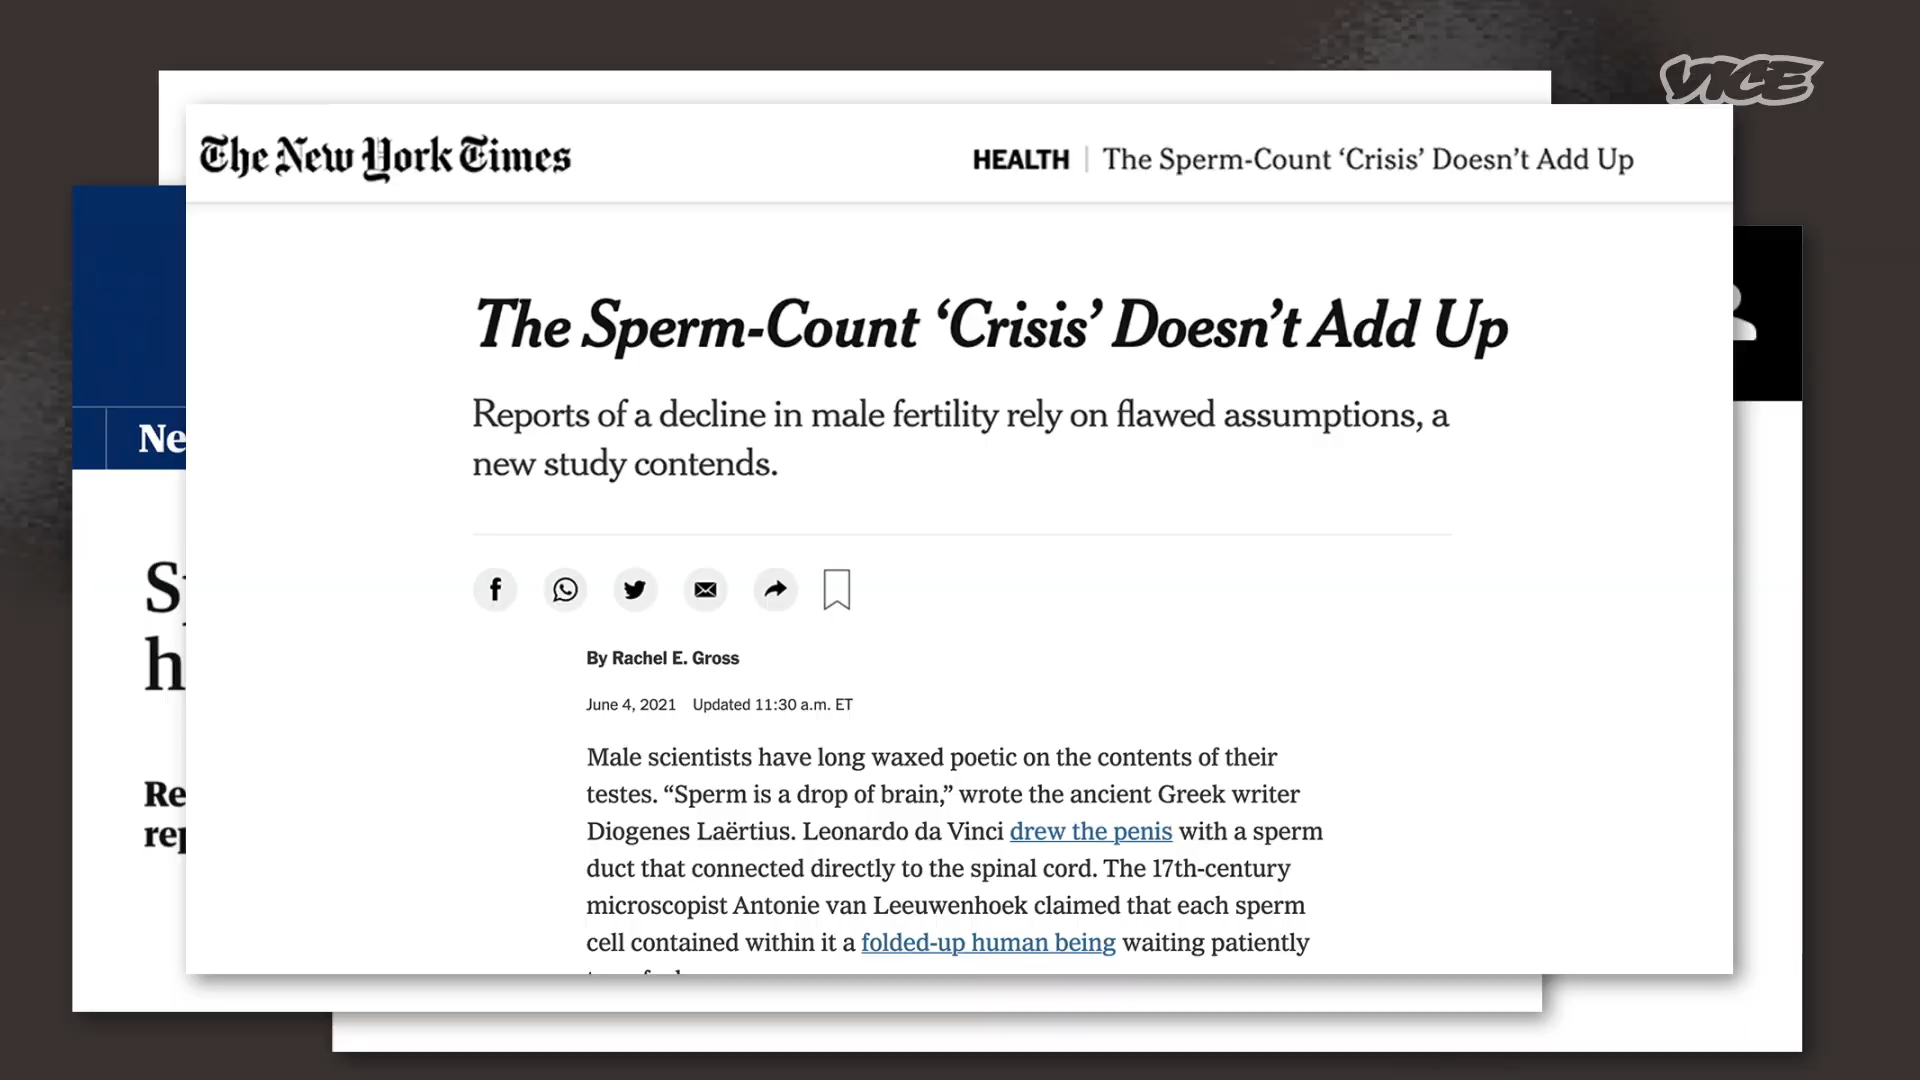 VICE
The New York Times
HEALTH | The Sperm-Count ‘Crisis’ Doesn’t Add Up
The Sperm-Count ‘Crisis’ Doesn’t Add Up
Reports of a decline in male fertility rely on flawed assumptions, a
new study contends.
By Rachel E. Gross
June 4, 2021 Updated 11:30 a.m. ET
Male scientists have long waxed poetic on the contents of their
testes. “Sperm is a drop of brain,” wrote the ancient Greek writer
Diogenes Laërtius. Leonardo da Vinci drew the penis with a sperm
duct that connected directly to the spinal cord. The 17th-century
microscopist Antonie van Leeuwenhoek claimed that each sperm
cell contained within it a folded-up human being waiting patiently
Ne
h
Re